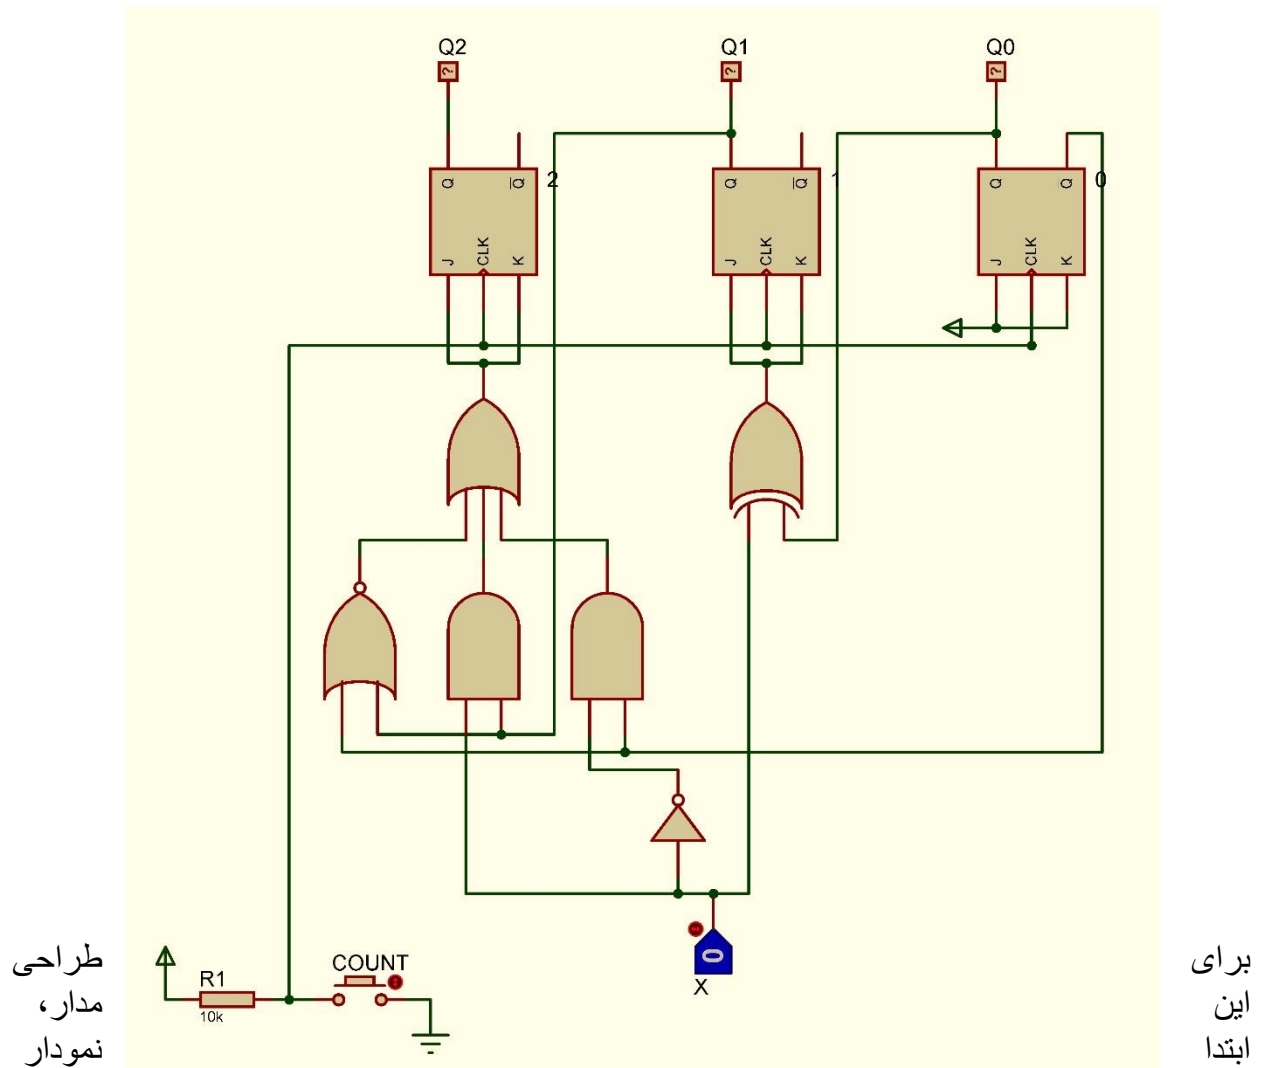 Q2 Q1 Q0
? ? ?
Q Q 2 Q Q 1 Q Q 0
J CLK K J CLK K J CLK K
برای طراحی
این مدار،
ابتدا نمودار
COUNT
R1
10k
0
X